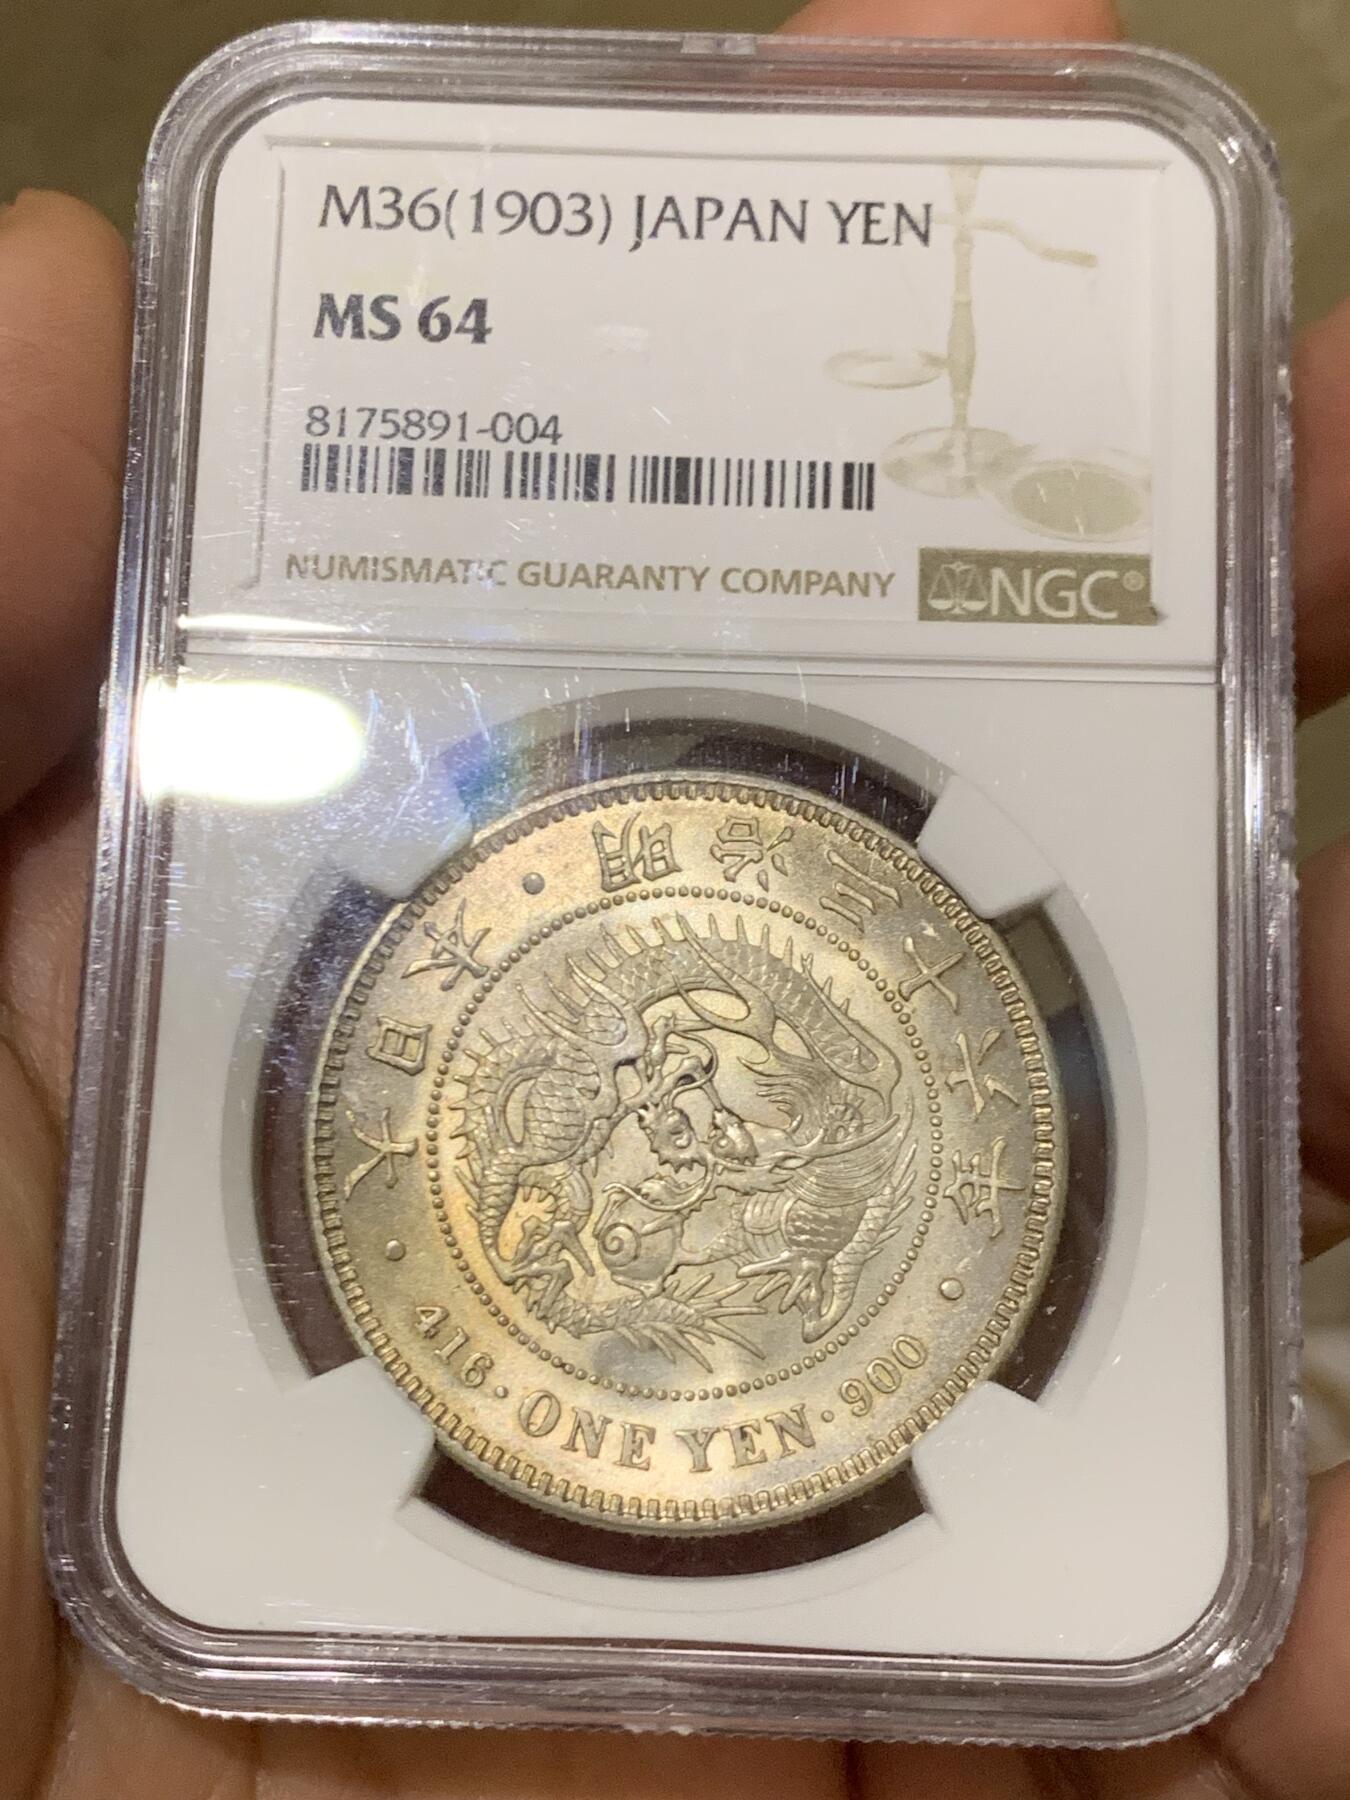 M36(1903) JAPAN YEN
MS 64
8175891-004
NUMISMATIC GUARANTY COMPANY
NGC®
大日本・明治三十六年
416・ONE YEN・900